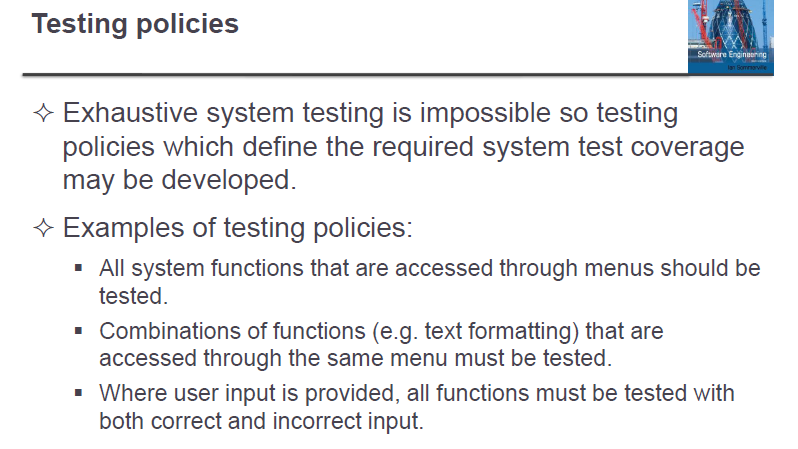 Testing policies
Software Engineering
Ian Sommerville
✧ Exhaustive system testing is impossible so testing
policies which define the required system test coverage
may be developed.
✧ Examples of testing policies:
▪ All system functions that are accessed through menus should be
tested.
▪ Combinations of functions (e.g. text formatting) that are
accessed through the same menu must be tested.
▪ Where user input is provided, all functions must be tested with
both correct and incorrect input.